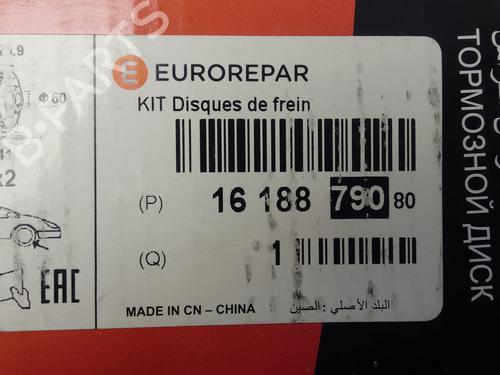 EUROREPAR
KIT Disques de frein
(P) 16 188 790 80
(Q) 1
MADE IN CN – CHINA
البلد الأصلي : الصين
Φ 60
x2
EAC
B-PARTS
ТОРМОЗНОЙ ДИСК